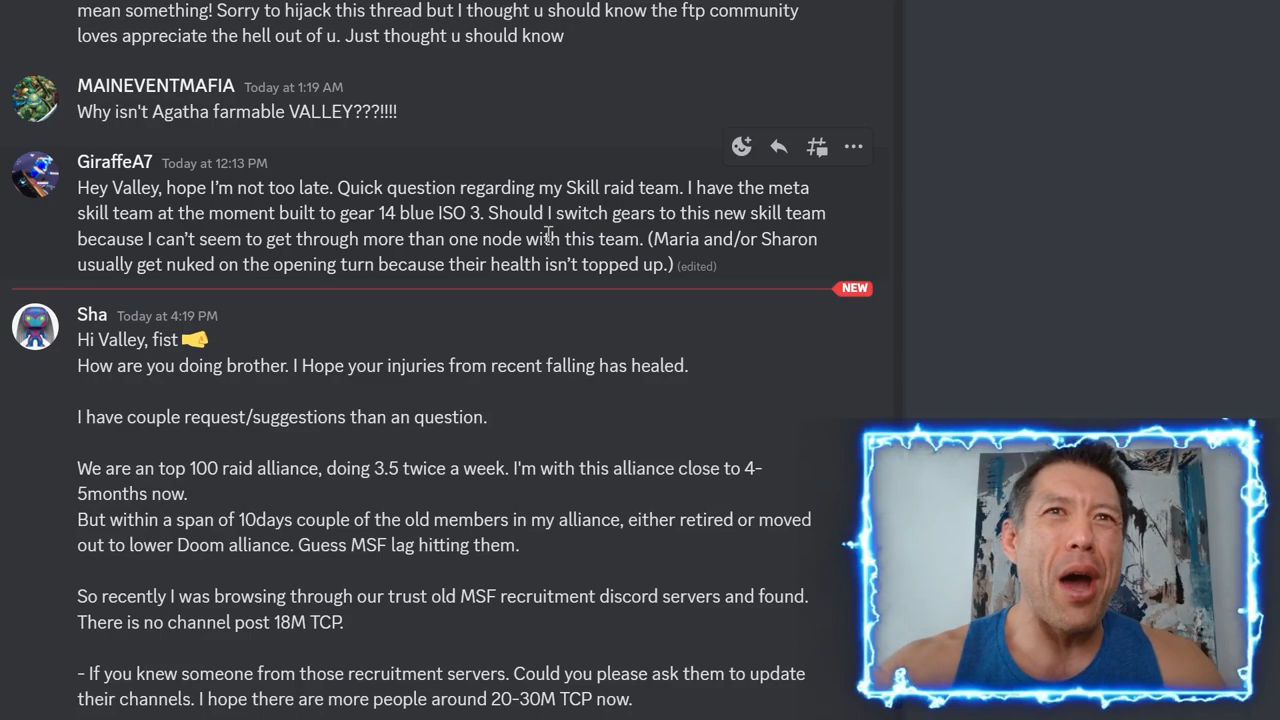 mean something! Sorry to hijack this thread but I thought u should know the ftp community
loves appreciate the hell out of u. Just thought u should know
MAINEVENTMAFIA Today at 1:19 AM
Why isn't Agatha farmable VALLEY???!!!!
GiraffeA7 Today at 12:13 PM
Hey Valley, hope I'm not too late. Quick question regarding my Skill raid team. I have the meta
skill team at the moment built to gear 14 blue ISO 3. Should I switch gears to this new skill team
because I can't seem to get through more than one node with this team. (Maria and/or Sharon
usually get nuked on the opening turn because their health isn't topped up.) (edited)
NEW
Sha Today at 4:19 PM
Hi Valley, fist 🤜
How are you doing brother. I Hope your injuries from recent falling has healed.
I have couple request/suggestions than an question.
We are an top 100 raid alliance, doing 3.5 twice a week. I'm with this alliance close to 4-
5months now.
But within a span of 10days couple of the old members in my alliance, either retired or moved
out to lower Doom alliance. Guess MSF lag hitting them.
So recently I was browsing through our trust old MSF recruitment discord servers and found.
There is no channel post 18M TCP.
- If you knew someone from those recruitment servers. Could you please ask them to update
their channels. I hope there are more people around 20-30M TCP now.